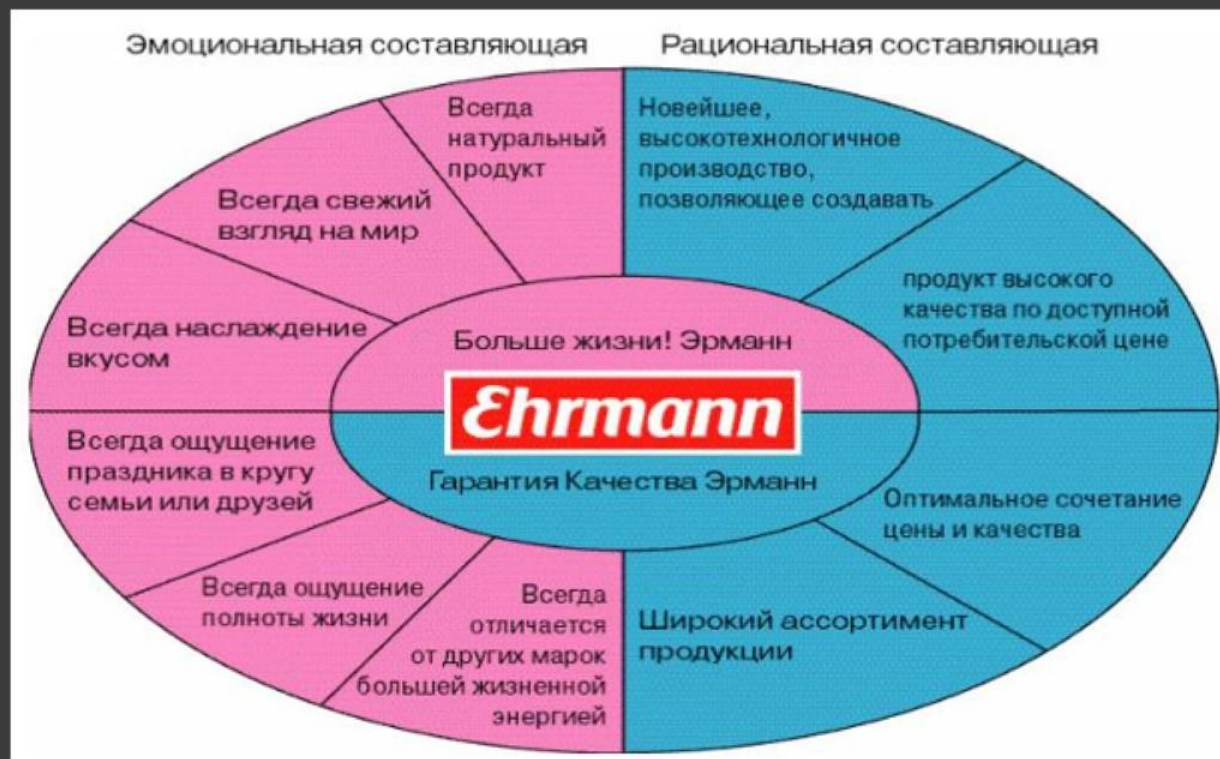 Эмоциональная составляющая
Рациональная составляющая
Всегда
натуральный
продукт
Новейшее,
высокотехнологичное
производство,
позволяющее создавать
Всегда свежий
взгляд на мир
продукт высокого
качества по доступной
потребительской цене
Всегда наслаждение
вкусом
Больше жизни! Эрманн
Ehrmann
Гарантия Качества Эрманн
Всегда ощущение
праздника в кругу
семьи или друзей
Оптимальное сочетание
цены и качества
Всегда ощущение
полноты жизни
Всегда
отличается
от других марок
большей жизненной
энергией
Широкий ассортимент
продукции